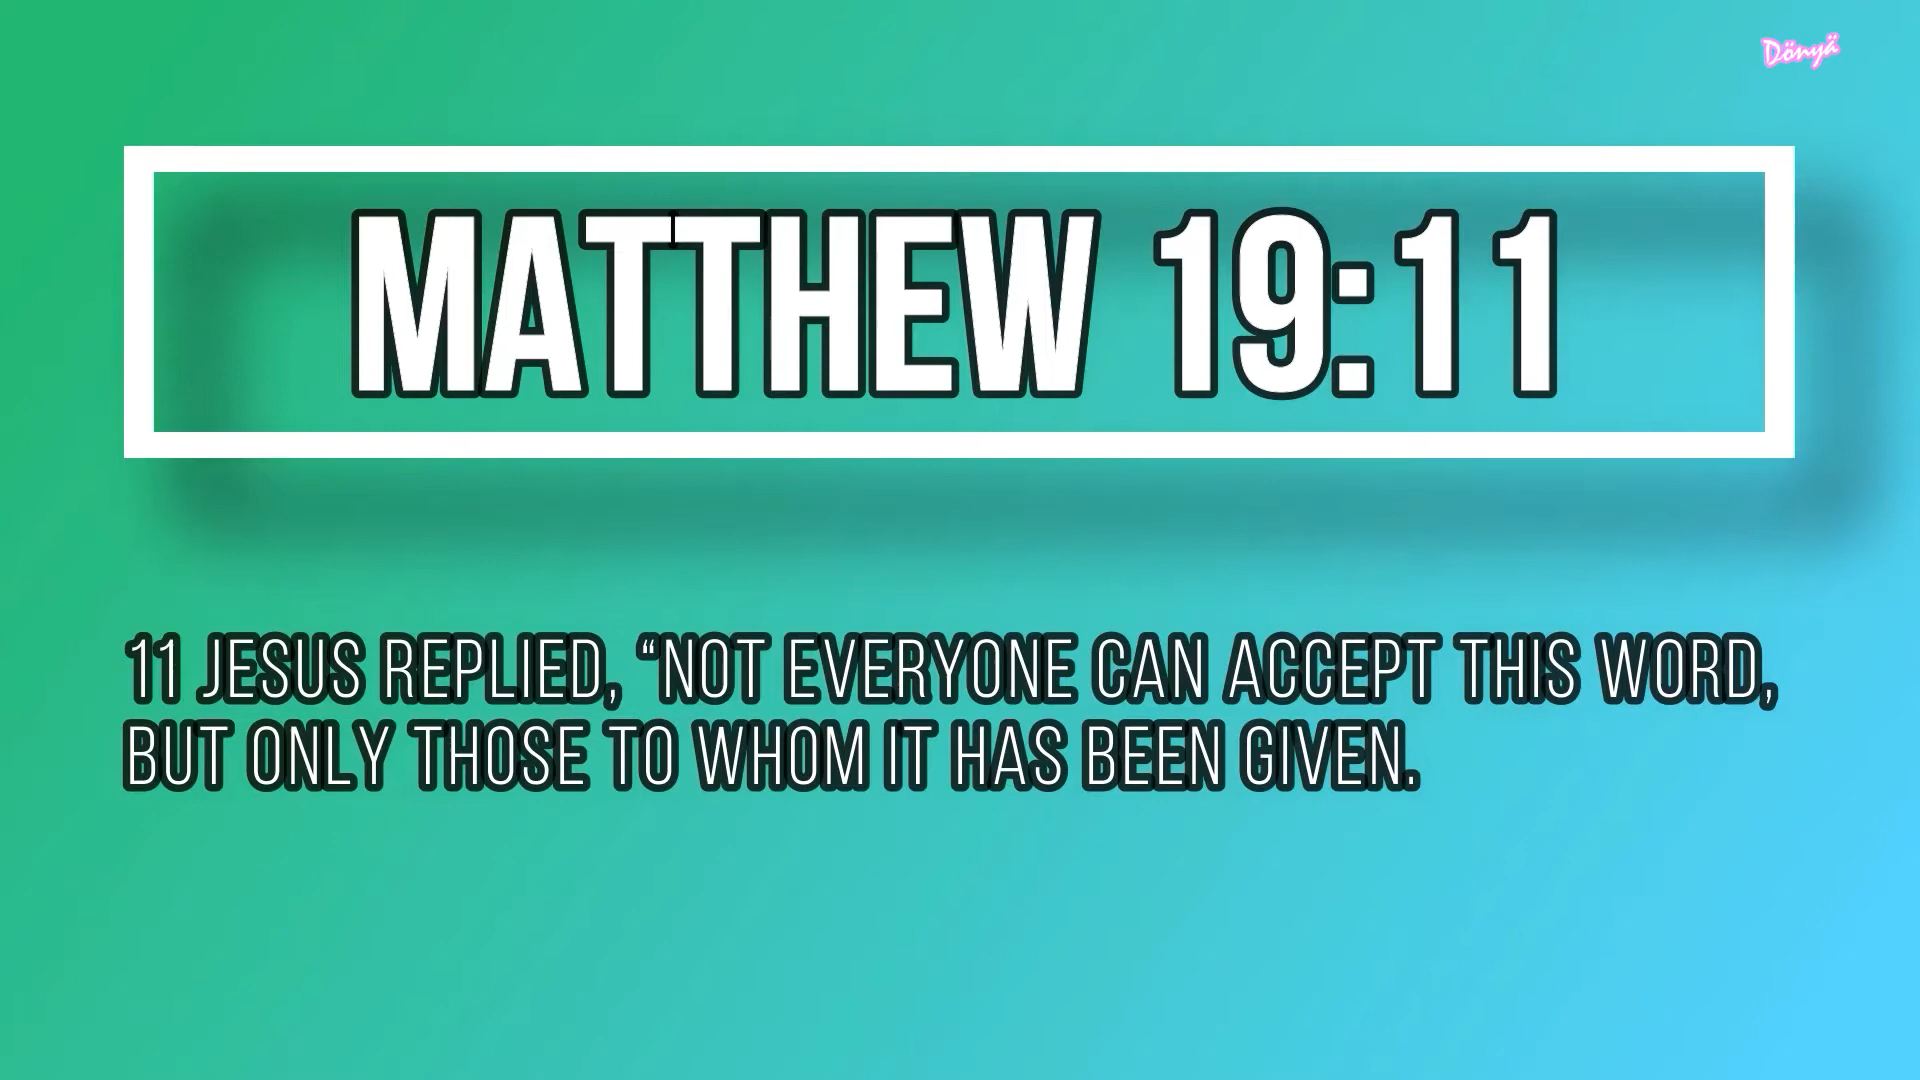 Dönyä
MATTHEW 19:11
11 JESUS REPLIED, “NOT EVERYONE CAN ACCEPT THIS WORD,
BUT ONLY THOSE TO WHOM IT HAS BEEN GIVEN.